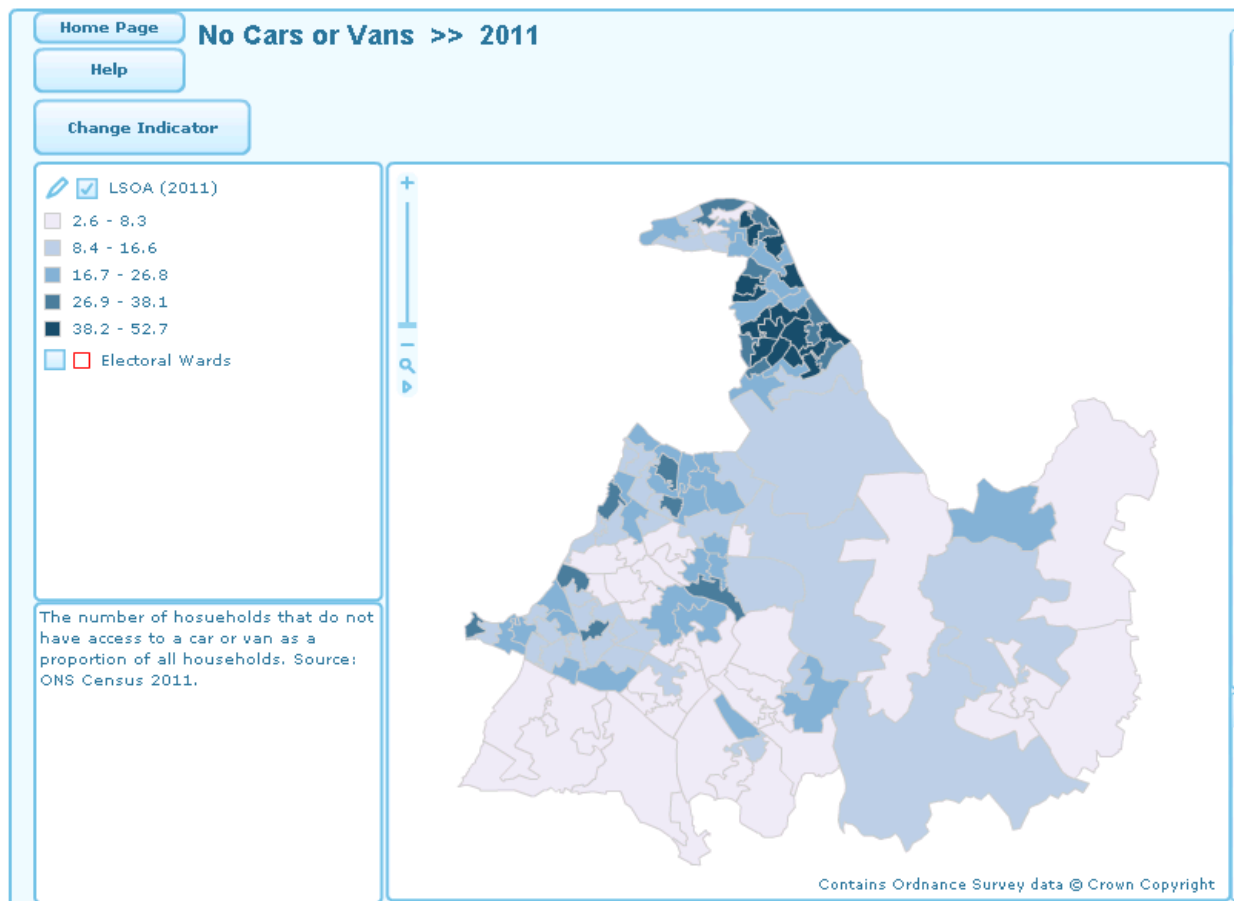 Home Page
No Cars or Vans >> 2011
Help
Change Indicator
LSOA (2011)
2.6 - 8.3
8.4 - 16.6
16.7 - 26.8
26.9 - 38.1
38.2 - 52.7
Electoral Wards
The number of hosueholds that do not
have access to a car or van as a
proportion of all households. Source:
ONS Census 2011.
Contains Ordnance Survey data @ Crown Copyright